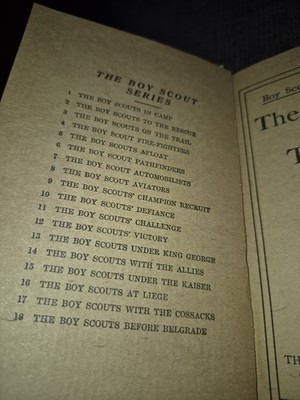 THE BOY SCOUT
SERIES
1 THE BOY SCOUTS IN CAMP
2 THE BOY SCOUTS TO THE RESCUE
3 THE BOY SCOUTS ON THE TRAIL
4 THE BOY SCOUT FIRE-FIGHTERS
5 THE BOY SCOUTS AFLOAT
6 THE BOY SCOUT PATHFINDERS
7 THE BOY SCOUT AUTOMOBILISTS
8 THE BOY SCOUT AVIATORS
9 THE BOY SCOUTS' CHAMPION RECRUIT
10 THE BOY SCOUTS' DEFIANCE
11 THE BOY SCOUTS' CHALLENGE
12 THE BOY SCOUTS' VICTORY
13 THE BOY SCOUTS UNDER KING GEORGE
14 THE BOY SCOUTS WITH THE ALLIES
15 THE BOY SCOUTS UNDER THE KAISER
16 THE BOY SCOUTS AT LIEGE
17 THE BOY SCOUTS WITH THE COSSACKS
18 THE BOY SCOUTS BEFORE BELGRADE
Boy
The